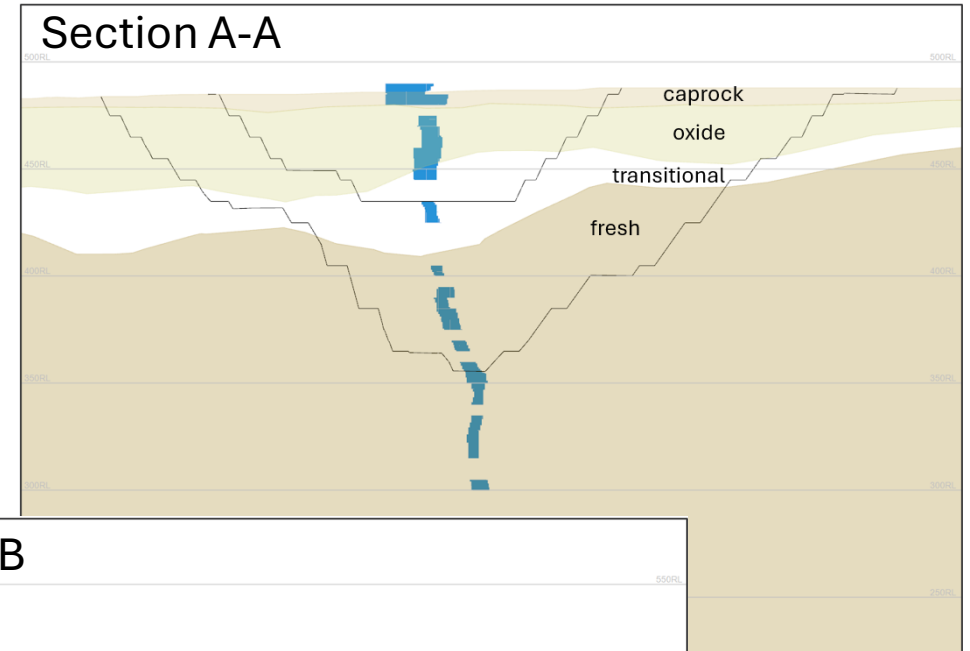 Section A-A
500RL
500RL
caprock
oxide
450RL
450RL
transitional
fresh
400RL
400RL
350RL
350RL
300RL
300RL
B
550RL
250RL